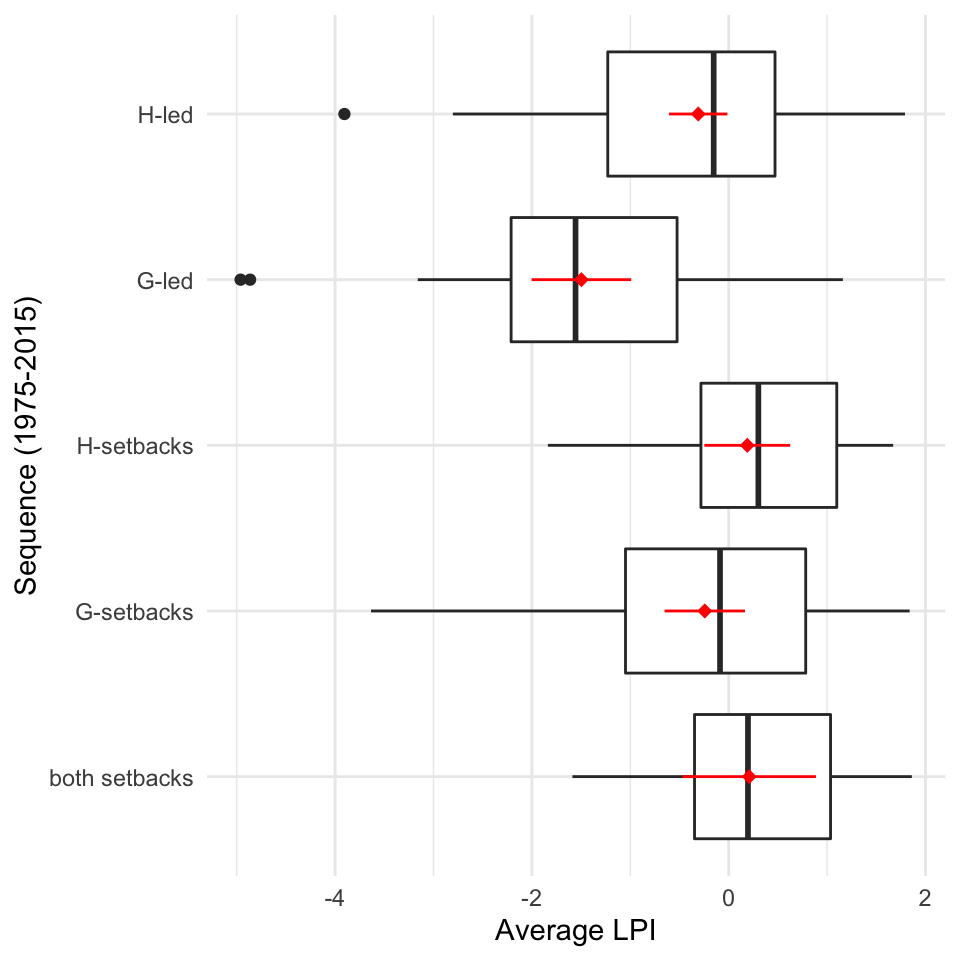 Sequence (1975-2015)
H-led
G-led
H-setbacks
G-setbacks
both setbacks
-4 -2 0 2
Average LPI